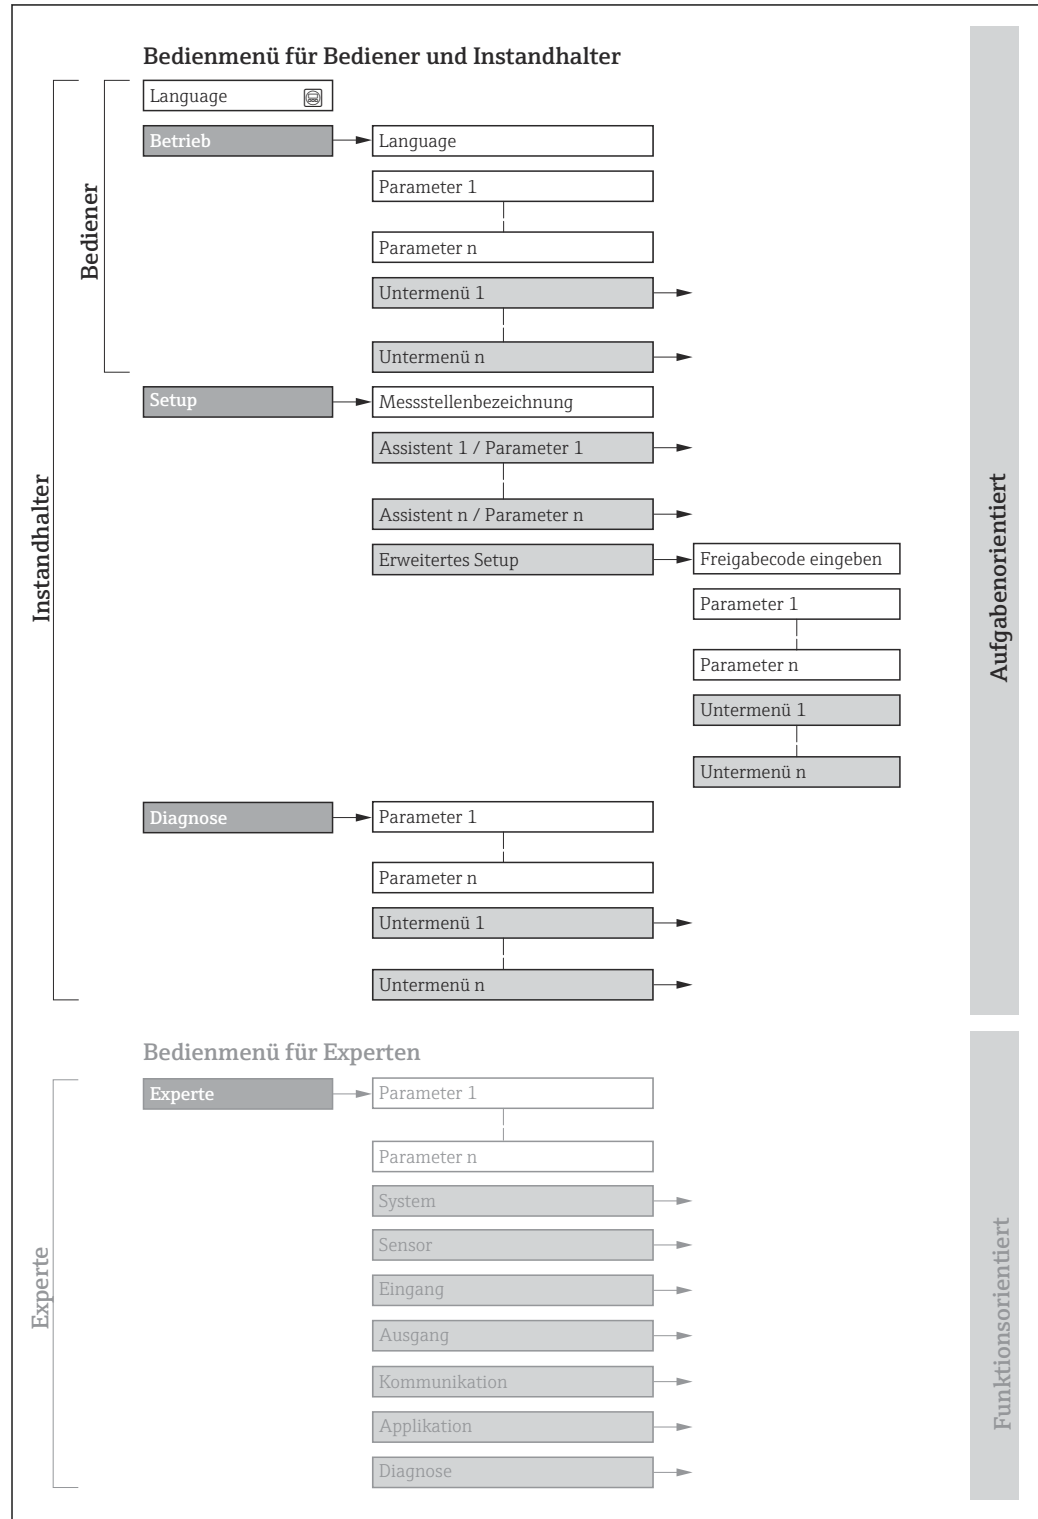 Bedienmenü für Bediener und Instandhalter
Language
Betrieb
Language
Parameter 1
Parameter n
Untermenü 1
Untermenü n
Bediener
Setup
Messstellenbezeichnung
Assistent 1 / Parameter 1
Assistent n / Parameter n
Erweitertes Setup
Freigabecode eingeben
Parameter 1
Parameter n
Untermenü 1
Untermenü n
Diagnose
Parameter 1
Parameter n
Untermenü 1
Untermenü n
Instandhalter
Aufgabenorientiert
Bedienmenü für Experten
Experte
Parameter 1
Parameter n
System
Sensor
Eingang
Ausgang
Kommunikation
Applikation
Diagnose
Experte
Funktionsorientiert